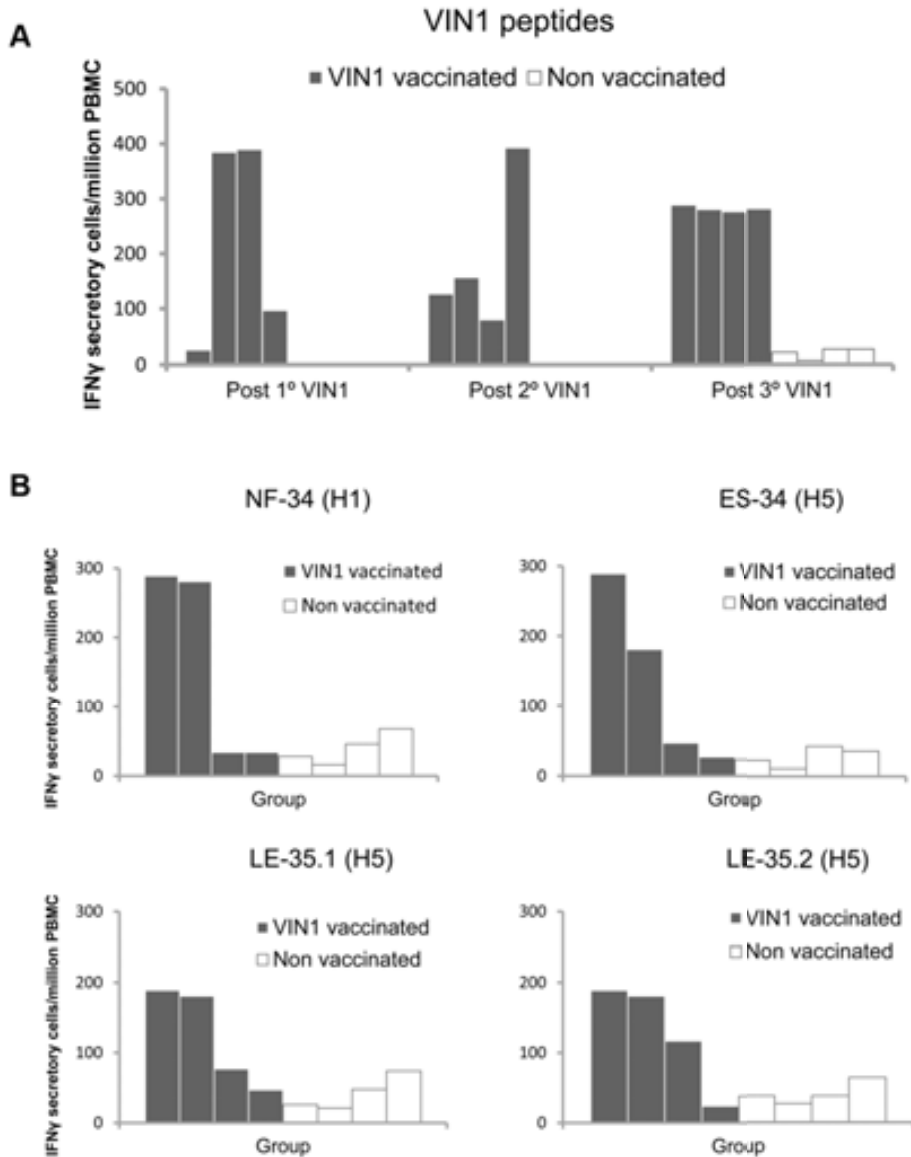 A
VIN1 peptides
IFNγ secretory cells/million PBMC
■ VIN1 vaccinated □ Non vaccinated
500
400
300
200
100
0
Post 1º VIN1 Post 2º VIN1 Post 3º VIN1
B
NF-34 (H1)
IFNγ secretory cells/million PBMC
300
200
100
0
VIN1 vaccinated
Non vaccinated
Group
ES-34 (H5)
300
200
100
0
VIN1 vaccinated
Non vaccinated
Group
LE-35.1 (H5)
IFNγ secretory cells/million PBMC
300
200
100
0
VIN1 vaccinated
Non vaccinated
Group
LE-35.2 (H5)
300
200
100
0
VIN1 vaccinated
Non vaccinated
Group